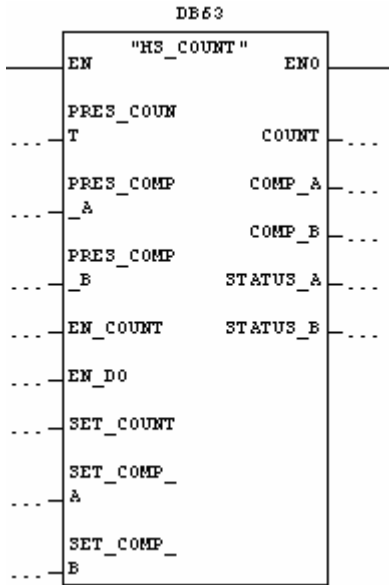 DB63
"HS_COUNT"
EN ENO
PRES_COUN
T COUNT
PRES_COMP COMP_A
_A
COMP_B
PRES_COMP
_B STATUS_A
EN_COUNT STATUS_B
EN_DO
SET_COUNT
SET_COMP_
A
SET_COMP_
B